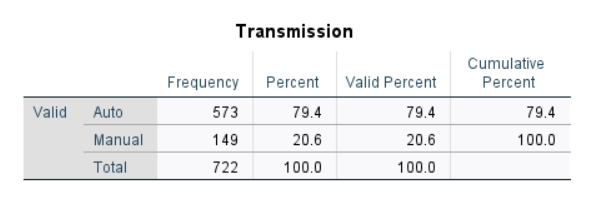 Transmission
Frequency Percent Valid Percent Cumulative Percent
Valid Auto 573 79.4 79.4 79.4
Manual 149 20.6 20.6 100.0
Total 722 100.0 100.0